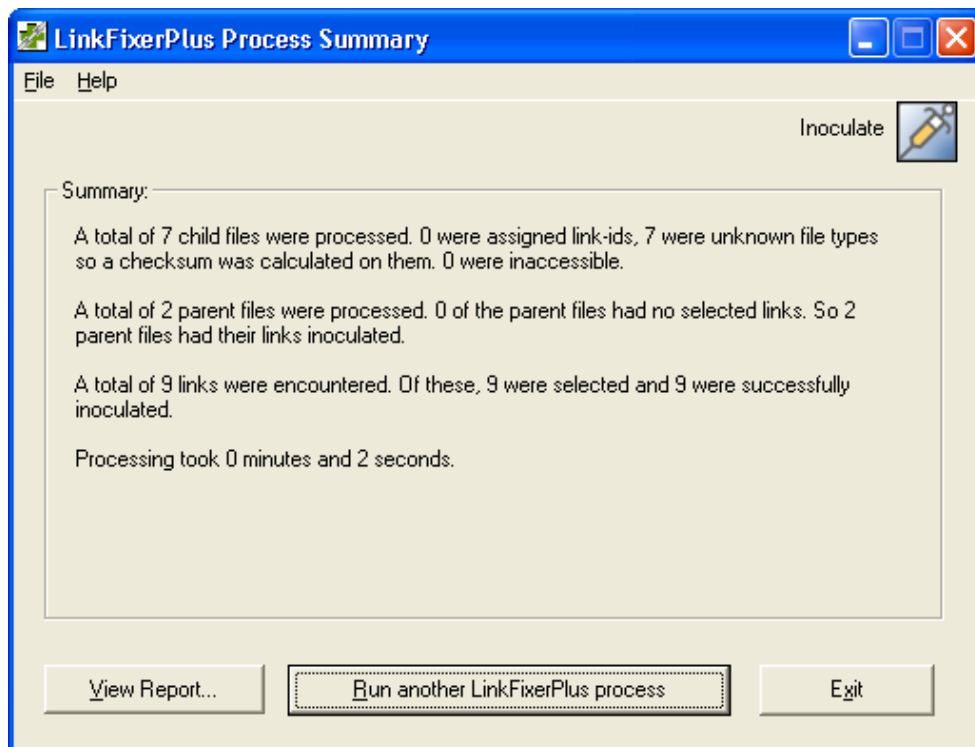 LinkFixerPlus Process Summary
File Help
Inoculate
Summary:
A total of 7 child files were processed. 0 were assigned link-ids, 7 were unknown file types
so a checksum was calculated on them. 0 were inaccessible.
A total of 2 parent files were processed. 0 of the parent files had no selected links. So 2
parent files had their links inoculated.
A total of 9 links were encountered. Of these, 9 were selected and 9 were successfully
inoculated.
Processing took 0 minutes and 2 seconds.
View Report... Run another LinkFixerPlus process Exit